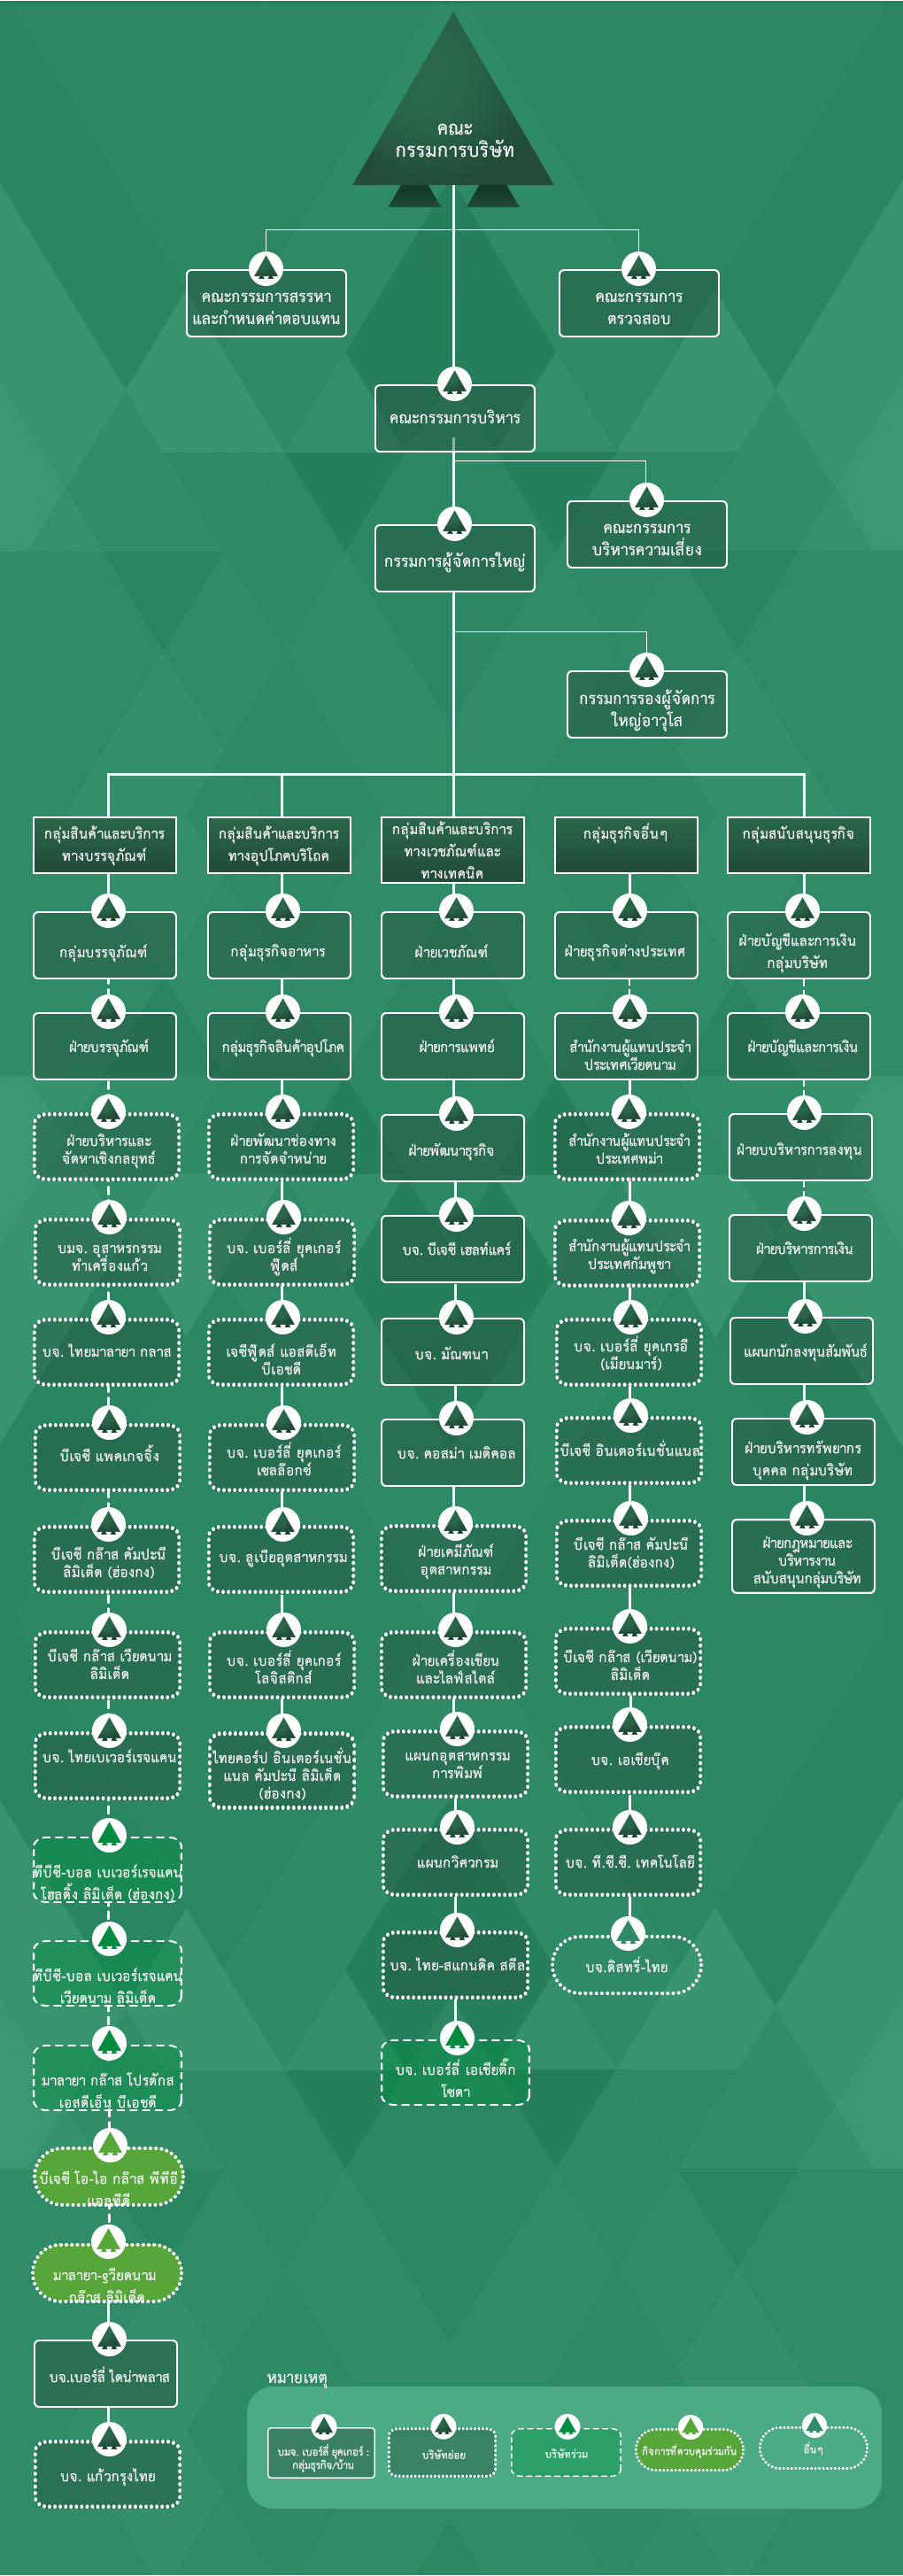 คณะ
กรรมการบริษัท
คณะกรรมการสรรหา
และกำหนดค่าตอบแทน
คณะกรรมการ
ตรวจสอบ
คณะกรรมการบริหาร
คณะกรรมการ
บริหารความเสี่ยง
กรรมการผู้จัดการใหญ่
กรรมการรองผู้จัดการ
ใหญ่อาวุโส
กลุ่มสินค้าและบริการ
ทางบรรจุภัณฑ์
กลุ่มบรรจุภัณฑ์
ฝ่ายบรรจุภัณฑ์
ฝ่ายบริหารและ
จัดหาเชิงกลยุทธ์
บมจ. อุสาหกรรม
ทำเครื่องแก้ว
บจ. ไทยมาลายา กลาส
บีเจซี แพคเกจจิ้ง
บีเจซี กล๊าส คัมปะนี
ลิมิเต็ด (ฮ่องกง)
บีเจซี กล๊าส เวียดนาม
ลิมิเต็ด
บจ. ไทยเบเวอร์เรจแคน
ทีบีซี-บอล เบเวอร์เรจแคน
โฮลดิ้ง ลิมิเต็ด (ฮ่องกง)
ทีบีซี-บอล เบเวอร์เรจแคน
เวียดนาม ลิมิเต็ด
มาลายา กล๊าส โปรดักส
เอสดีเอ็น บีเอชดี
บีเจซี โอ-ไอ กล๊าส พีทีอี
แอลทีดี
มาลายา-gวียดนาม
กล๊าส ลิมิเต็ด
บจ.เบอร์ลี่ ไดน่าพลาส
บจ. แก้วกรุงไทย
กลุ่มสินค้าและบริการ
ทางอุปโภคบริโถค
กลุ่มธุรกิจอาหาร
กลุ่มธุรกิจสินค้าอุปโภค
ฝ่ายพัฒนาช่องทาง
การจัดจำหน่าย
บจ. เบอร์ลี่ ยุคเกอร์
ฟู๊ดส์
เจซีฟู๊ดส์ แอสดีเอ็ท
บีเอชดี
บจ. เบอร์ลี่ ยุคเกอร์
เซลล๊อกซ์
บจ. ลูเบียอุตสาหกรรม
บจ. เบอร์ลี่ ยุคเกอร์
โลจิสติกส์
ไทยคอร์ป อินเตอร์เนชั่น
แนล คัมปะนี ลิมิเต็ด
(ฮ่องกง)
กลุ่มสินค้าและบริการ
ทางเวชภัณฑ์และ
ทางเทคนิค
ฝ่ายเวชภัณฑ์
ฝ่ายการแพทย์
ฝ่ายพัฒนาธุรกิจ
บจ. บีเจซี เฮลท์แคร์
บจ. มัณฑนา
บจ. คอสม่า เมดิคอล
ฝ่ายเคมีภัณฑ์
อุตสาหกรรม
ฝ่ายเครื่องเขียน
และไลฟ์สไตล์
แผนกอุตสาหกรรม
การพิมพ์
แผนกวิศวกรม
บจ. ไทย-สแกนดิค สตีล
บจ. เบอร์ลี่ เอเชียติ๊ก
โซดา
กลุ่มธุรกิจอื่นๆ
ฝ่ายธุรกิจต่างประเทศ
สำนักงานผู้แทนประจำ
ประเทศเวียดนาม
สำนักงานผู้แทนประจำ
ประเทศพม่า
สำนักงานผู้แทนประจำ
ประเทศกัมพูชา
บจ. เบอร์ลี่ ยุคเกรอี
(เมียนมาร์)
บีเจซี อินเตอร์เนชั่นแนล
บีเจซี กล๊าส คัมปะนี
ลิมิเต็ด(ฮ่องกง)
บีเจซี กล๊าส (เวียดนาม)
ลิมิเต็ด
บจ. เอเชียบุ๊ค
บจ. ที.ซี.ซี. เทคโนโลยี
บจ.ดิสทรี่-ไทย
กลุ่มสนับสนุนธุรกิจ
ฝ่ายบัญชีและการเงิน
กลุ่มบริษัท
ฝ่ายบัญชีและการเงิน
ฝ่ายบบริหารการลงทุน
ฝ่ายบริหารการเงิน
แผนกนักลงทุนสัมพันธ์
ฝ่ายบริหารทรัพยากร
บุคคล กลุ่มบริษัท
ฝ่ายกฎหมายและ
บริหารงาน
สนับสนุนกลุ่มบริษัท
หมายเหตุ
บมจ. เบอร์ลี่ ยุคเกอร์ :
กลุ่มธุรกิจ/บ้าน
บริษัทย่อย
บริษัทร่วม
กิจการที่ควบคุมร่วมกัน
อื่นๆ